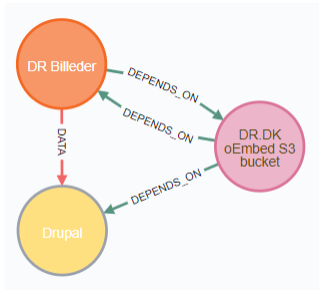 DR Billeder
DEPENDS_ON
DEPENDS_ON
DR.DK
oEmbed S3
bucket
DATA
DEPENDS_ON
Drupal